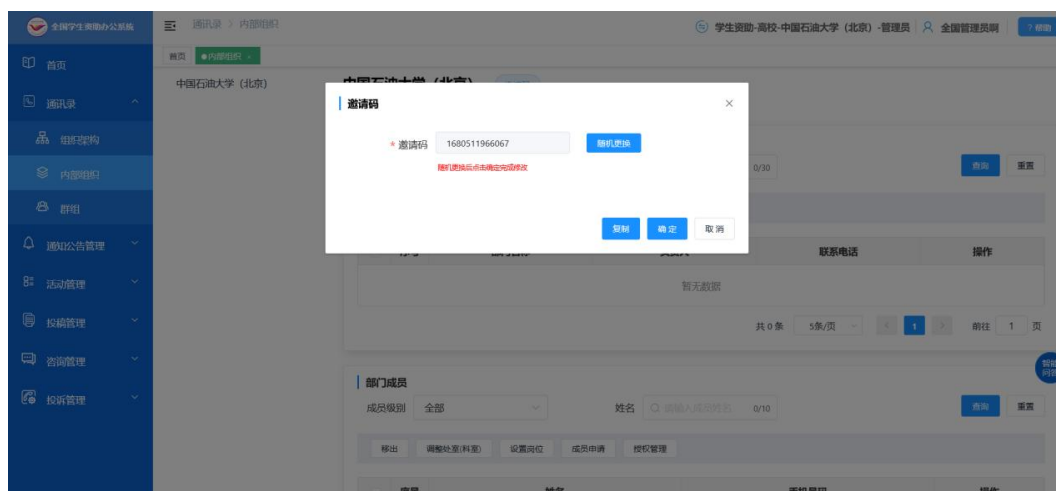 全国学生资助办公系统
通讯录 > 内部组织
学生资助-高校-中国石油大学（北京）-管理员
全国管理员啊
? 帮助
首页
通讯录
组织架构
内部组织
群组
通知公告管理
活动管理
投稿管理
咨询管理
投诉管理
首页
●内部组织 ×
中国石油大学（北京）
中国石油大学（北京）
邀请码 ×
* 邀请码 1680511966067 随机更换
随机更换后点击确定完成修改
复制 确定 取消
0/30 查询 重置
联系电话 操作
暂无数据
共 0 条 5条/页 < 1 > 前往 1 页
智能
问答
部门成员
成员级别 全部 姓名 请输入成员姓名 0/10 查询 重置
移出 调整处室(科室) 设置岗位 成员申请 授权管理
序号 姓名 手机号码 操作